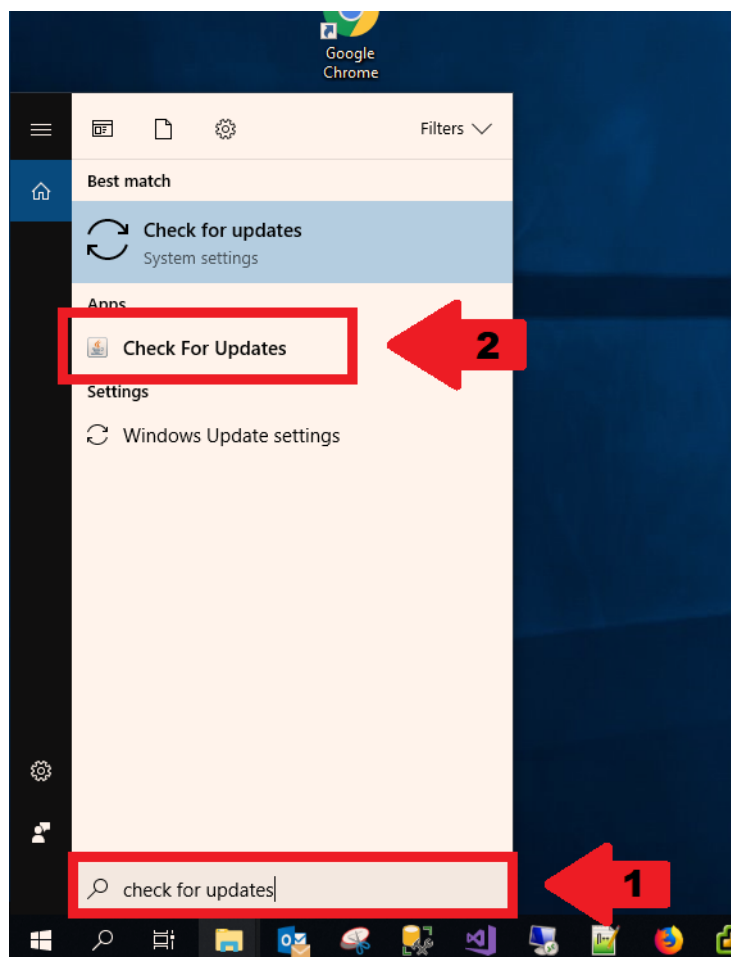 Google
Chrome
Filters
Best match
Check for updates
System settings
Apps
Check For Updates
2
Settings
Windows Update settings
check for updates
1